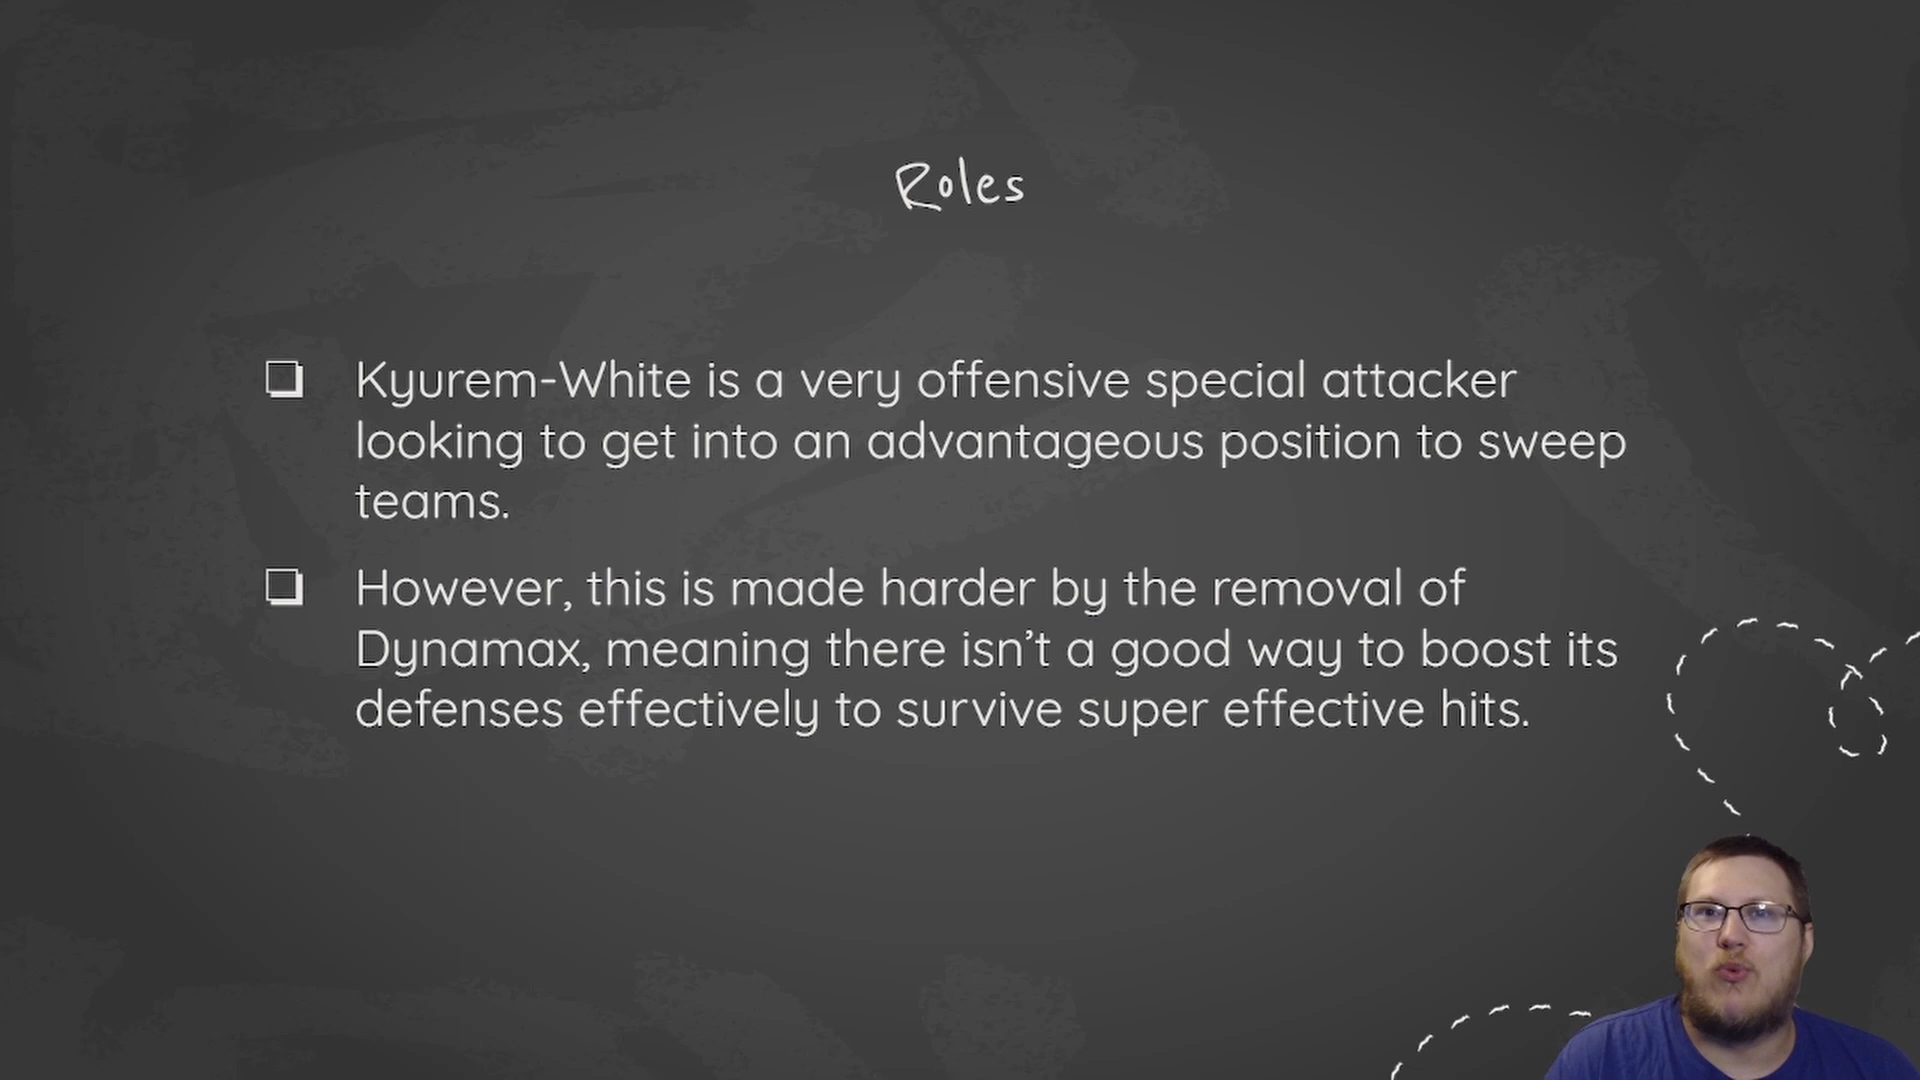 Roles
Kyurem-White is a very offensive special attacker
looking to get into an advantageous position to sweep
teams.
However, this is made harder by the removal of
Dynamax, meaning there isn’t a good way to boost its
defenses effectively to survive super effective hits.